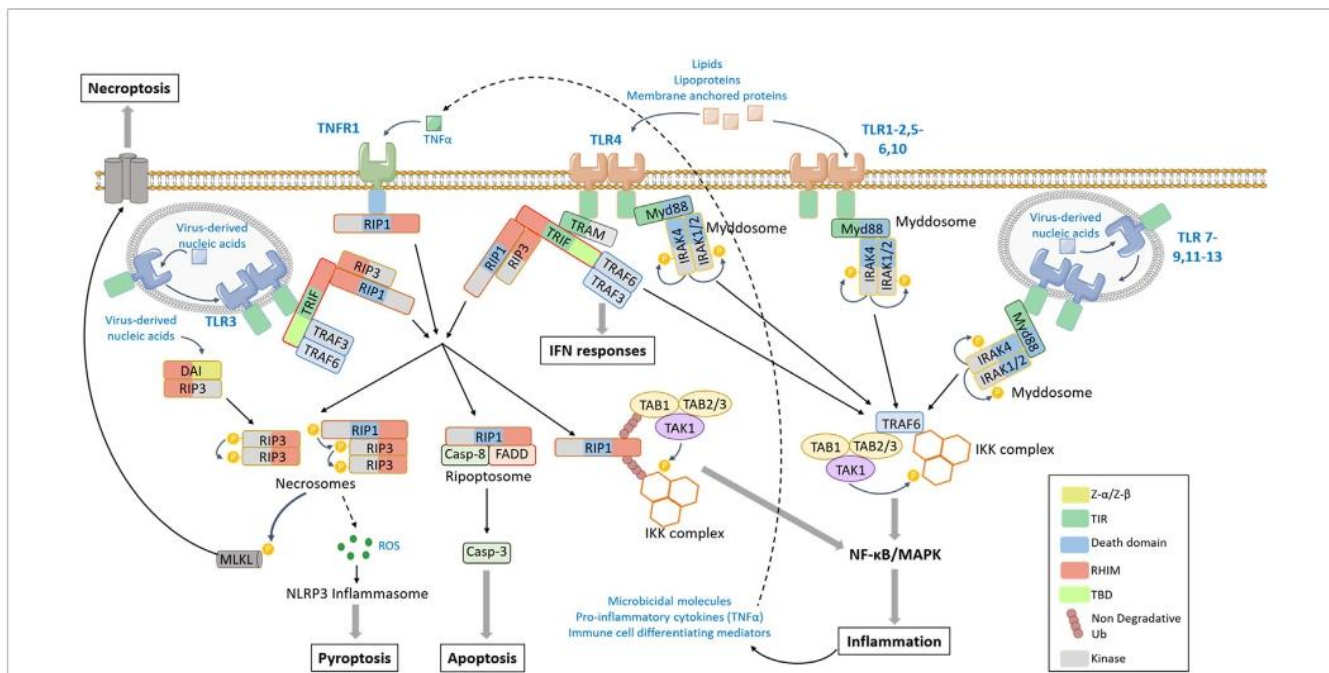 Lipids
Lipoproteins
Membrane anchored proteins
Necroptosis
TNFR1
TNFα
TLR4
TLR1-2,5-
6,10
RIP1
Virus-derived
nucleic acids
TLR3
RIP3
RIP1
TRIF
TRAF3
TRAF6
RIP1
RIP3
TRIF
TRAM
TRAF6
TRAF3
IFN responses
Myd88
Myddosome
IRAK4
IRAK1/2
P
P
Myd88
Myddosome
IRAK4
IRAK1/2
P
P
Virus-derived
nucleic acids
TLR 7-
9,11-13
Myd88
IRAK4
IRAK1/2
P
P
Myddosome
Virus-derived
nucleic acids
DAI
RIP3
P
RIP3
P
RIP3
P
RIP1
P
RIP3
P
RIP3
Necrosomes
P
MLKL
ROS
NLRP3 Inflammasome
Pyroptosis
RIP1
Casp-8
FADD
Ripoptosome
Casp-3
Apoptosis
TAB1
TAB2/3
TAK1
RIP1
P
IKK complex
TRAF6
TAB1
TAB2/3
TAK1
P
IKK complex
NF-κB/MAPK
Inflammation
Microbicidal molecules
Pro-inflammatory cytokines (TNFα)
Immune cell differentiating mediators
Z-α/Z-β
TIR
Death domain
RHIM
TBD
Non Degradative
Ub
Kinase